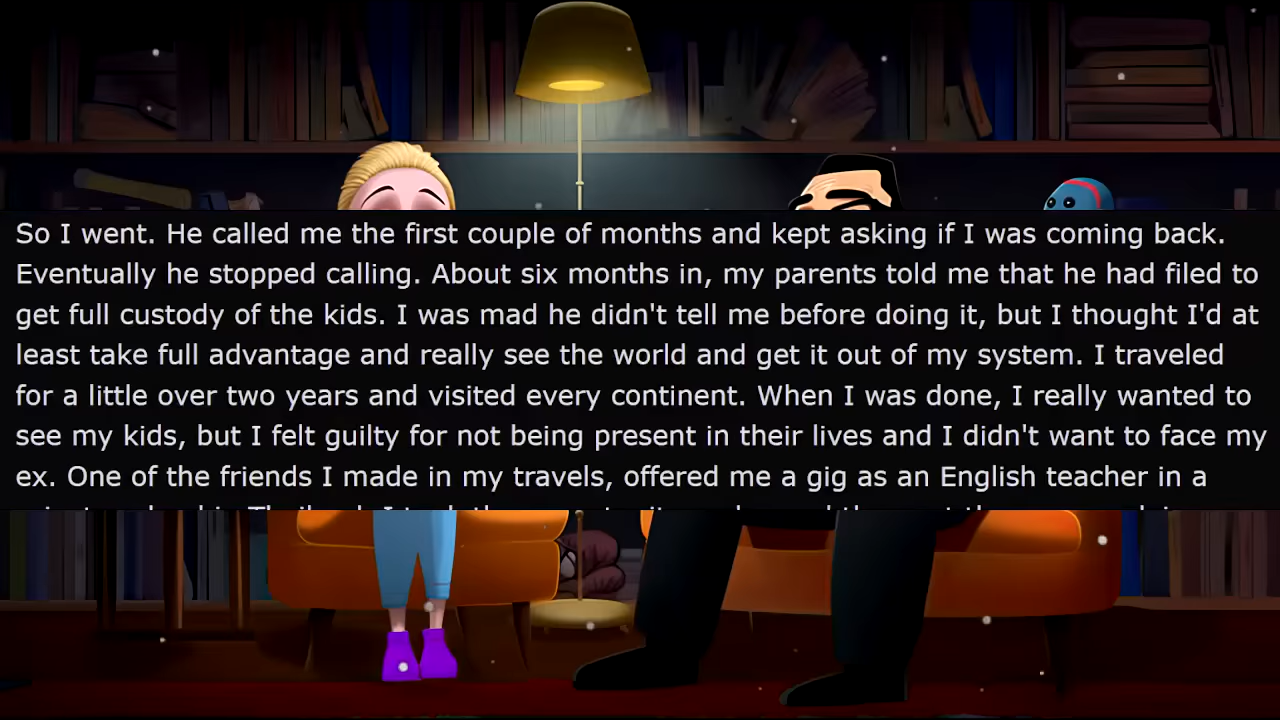 So I went. He called me the first couple of months and kept asking if I was coming back.
Eventually he stopped calling. About six months in, my parents told me that he had filed to
get full custody of the kids. I was mad he didn't tell me before doing it, but I thought I'd at
least take full advantage and really see the world and get it out of my system. I traveled
for a little over two years and visited every continent. When I was done, I really wanted to
see my kids, but I felt guilty for not being present in their lives and I didn't want to face my
ex. One of the friends I made in my travels, offered me a gig as an English teacher in a